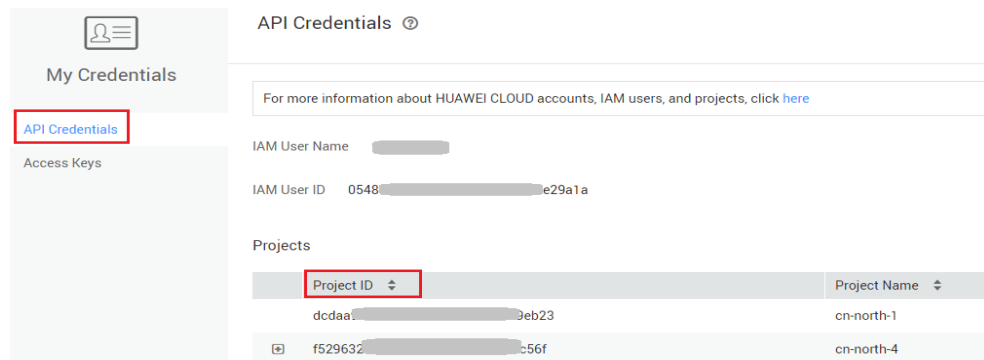 API Credentials
My Credentials
For more information about HUAWEI CLOUD accounts, IAM users, and projects, click here
API Credentials
IAM User Name
Access Keys
IAM User ID 0548 e29a1a
Projects
Project ID Project Name
dcdaa 9eb23 cn-north-1
f529632 c56f cn-north-4